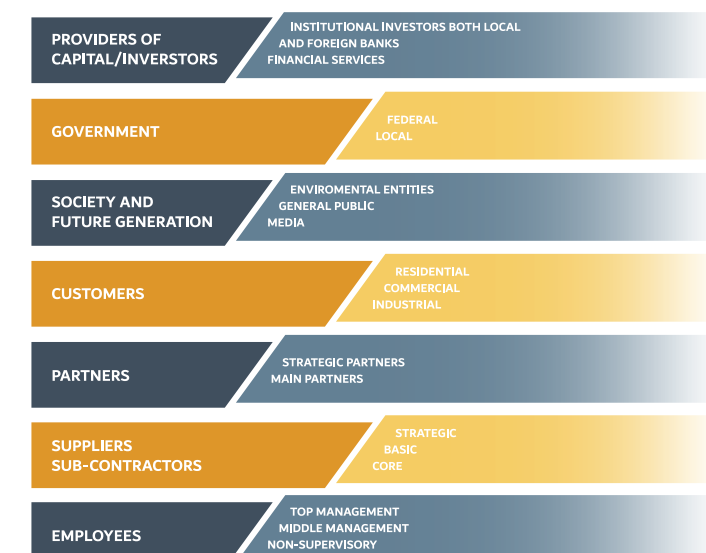 PROVIDERS OF
CAPITAL/INVERSTORS
INSTITUTIONAL INVESTORS BOTH LOCAL
AND FOREIGN BANKS
FINANCIAL SERVICES
GOVERNMENT
FEDERAL
LOCAL
SOCIETY AND
FUTURE GENERATION
ENVIROMENTAL ENTITIES
GENERAL PUBLIC
MEDIA
CUSTOMERS
RESIDENTIAL
COMMERCIAL
INDUSTRIAL
PARTNERS
STRATEGIC PARTNERS
MAIN PARTNERS
SUPPLIERS
SUB-CONTRACTORS
STRATEGIC
BASIC
CORE
EMPLOYEES
TOP MANAGEMENT
MIDDLE MANAGEMENT
NON-SUPERVISORY